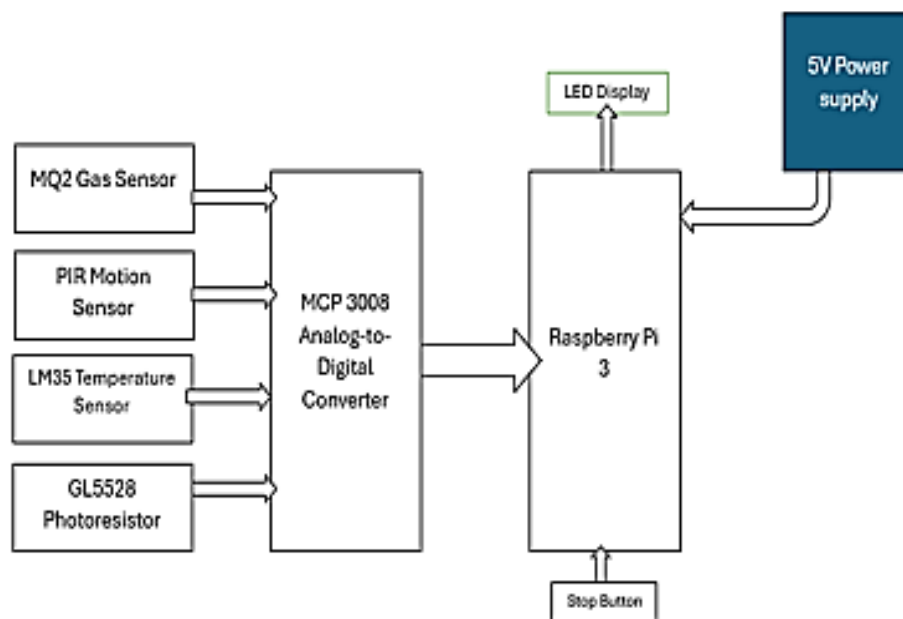 5V Power
supply
LED Display
MQ2 Gas Sensor
PIR Motion
Sensor
LM35 Temperature
Sensor
GL5528
Photoresistor
MCP 3008
Analog-to-
Digital
Converter
Raspberry Pi
3
Stop Button